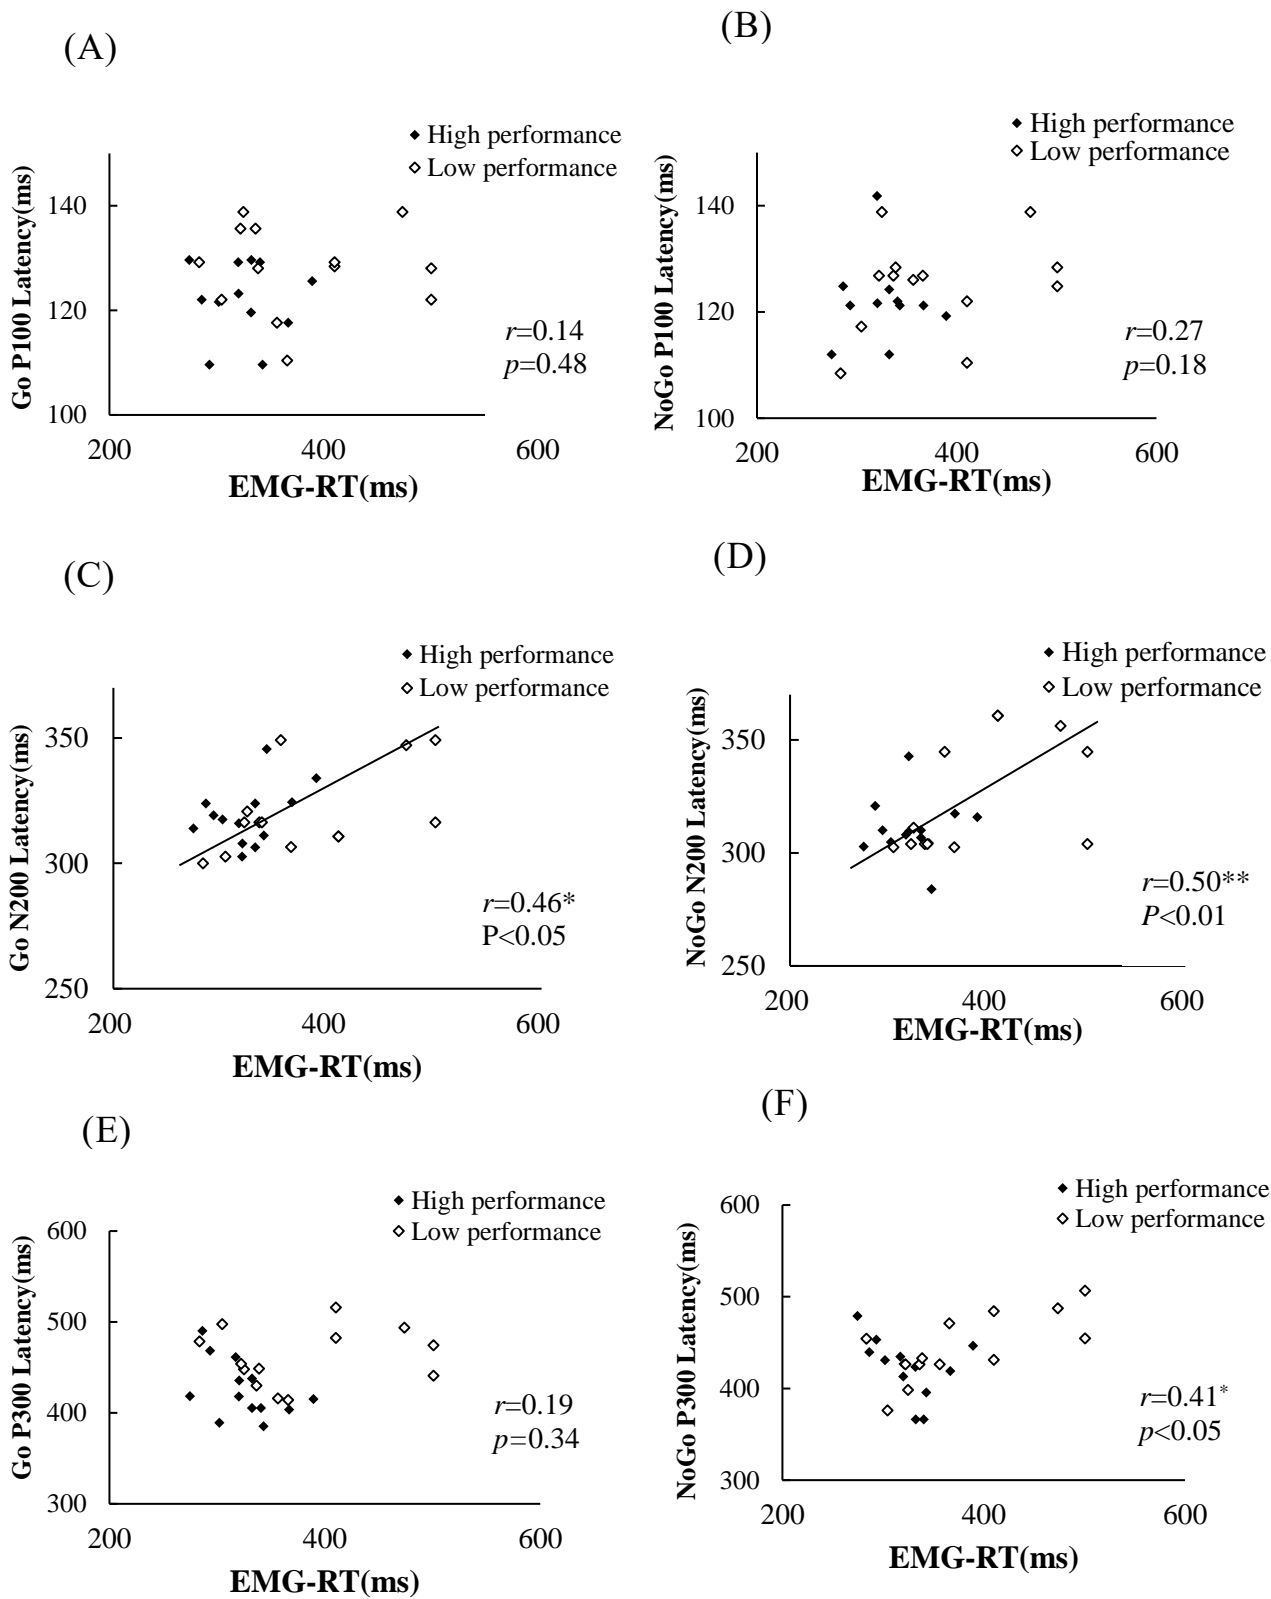 (A)
High performance
Low performance
Go P100 Latency(ms)
140
120
100
r=0.14
p=0.48
200
400
600
EMG-RT(ms)
(B)
High performance
Low performance
NoGo P100 Latency(ms)
140
120
100
r=0.27
p=0.18
200
400
600
EMG-RT(ms)
(C)
High performance
Low performance
Go N200 Latency(ms)
350
300
250
r=0.46*
P<0.05
200
400
600
EMG-RT(ms)
(D)
High performance
Low performance
NoGo N200 Latency(ms)
350
300
250
r=0.50**
P<0.01
200
400
600
EMG-RT(ms)
(E)
High performance
Low performance
Go P300 Latency(ms)
600
500
400
300
r=0.19
p=0.34
200
400
600
EMG-RT(ms)
(F)
High performance
Low performance
NoGo P300 Latency(ms)
600
500
400
300
r=0.41*
p<0.05
200
400
600
EMG-RT(ms)